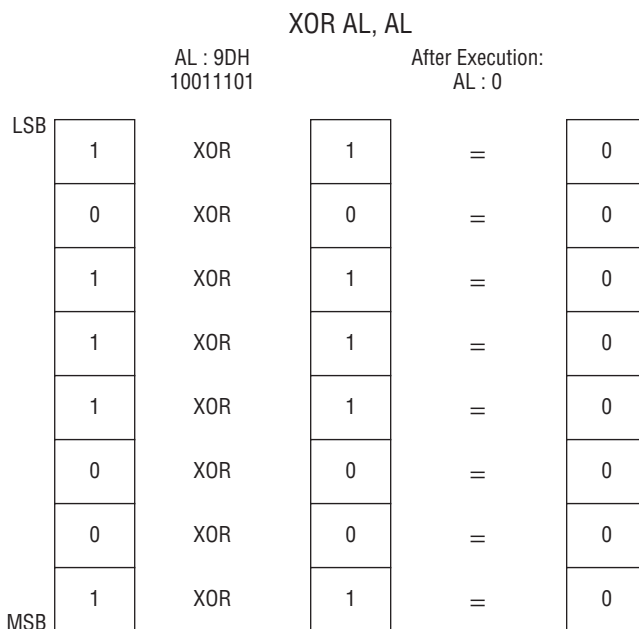 XOR AL, AL
AL : 9DH
10011101
After Execution:
AL : 0
LSB
1 XOR 1 = 0
0 XOR 0 = 0
1 XOR 1 = 0
1 XOR 1 = 0
1 XOR 1 = 0
0 XOR 0 = 0
0 XOR 0 = 0
1 XOR 1 = 0
MSB